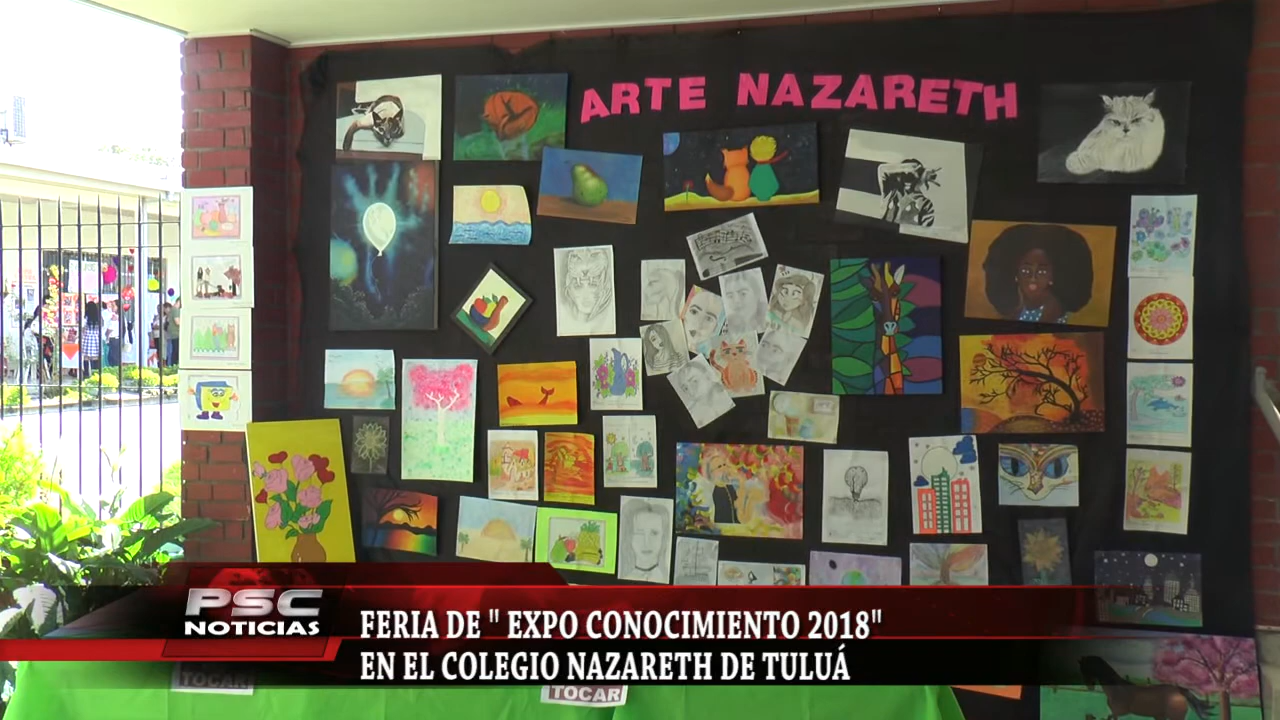 ARTE NAZARETH
PSC
NOTICIAS
FERIA DE " EXPO CONOCIMIENTO 2018"
EN EL COLEGIO NAZARETH DE TULUÁ
TOCAR
TOCAR